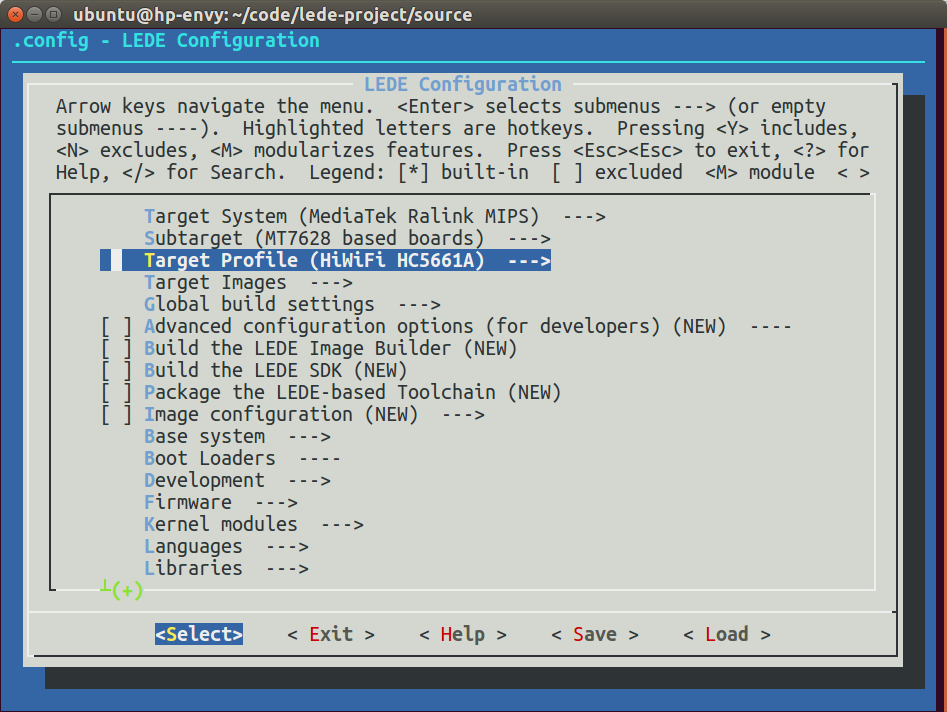 ubuntu@hp-envy: ~/code/lede-project/source
.config - LEDE Configuration
LEDE Configuration
Arrow keys navigate the menu.  <Enter> selects submenus ---> (or empty
submenus ----).  Highlighted letters are hotkeys.  Pressing <Y> includes,
<N> excludes, <M> modularizes features.  Press <Esc><Esc> to exit, <?> for
Help, </> for Search.  Legend: [*] built-in  [ ] excluded  <M> module  < >
Target System (MediaTek Ralink MIPS)  --->
Subtarget (MT7628 based boards)  --->
Target Profile (HiWiFi HC5661A)  --->
Target Images  --->
Global build settings  --->
[ ] Advanced configuration options (for developers) (NEW)  ----
[ ] Build the LEDE Image Builder (NEW)
[ ] Build the LEDE SDK (NEW)
[ ] Package the LEDE-based Toolchain (NEW)
[ ] Image configuration (NEW)  --->
Base system  --->
Boot Loaders  ----
Development  --->
Firmware  --->
Kernel modules  --->
Languages  --->
Libraries  --->
┴(+)
<Select>    < Exit >    < Help >    < Save >    < Load >